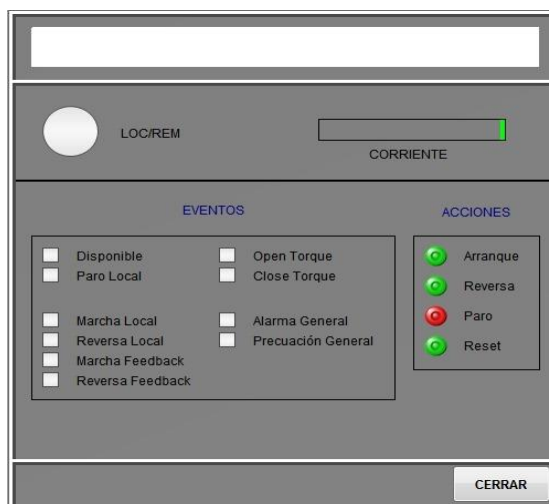 LOC/REM
CORRIENTE
EVENTOS
ACCIONES
Disponible
Paro Local
Marcha Local
Reversa Local
Marcha Feedback
Reversa Feedback
Open Torque
Close Torque
Alarma General
Precuación General
Arranque
Reversa
Paro
Reset
CERRAR